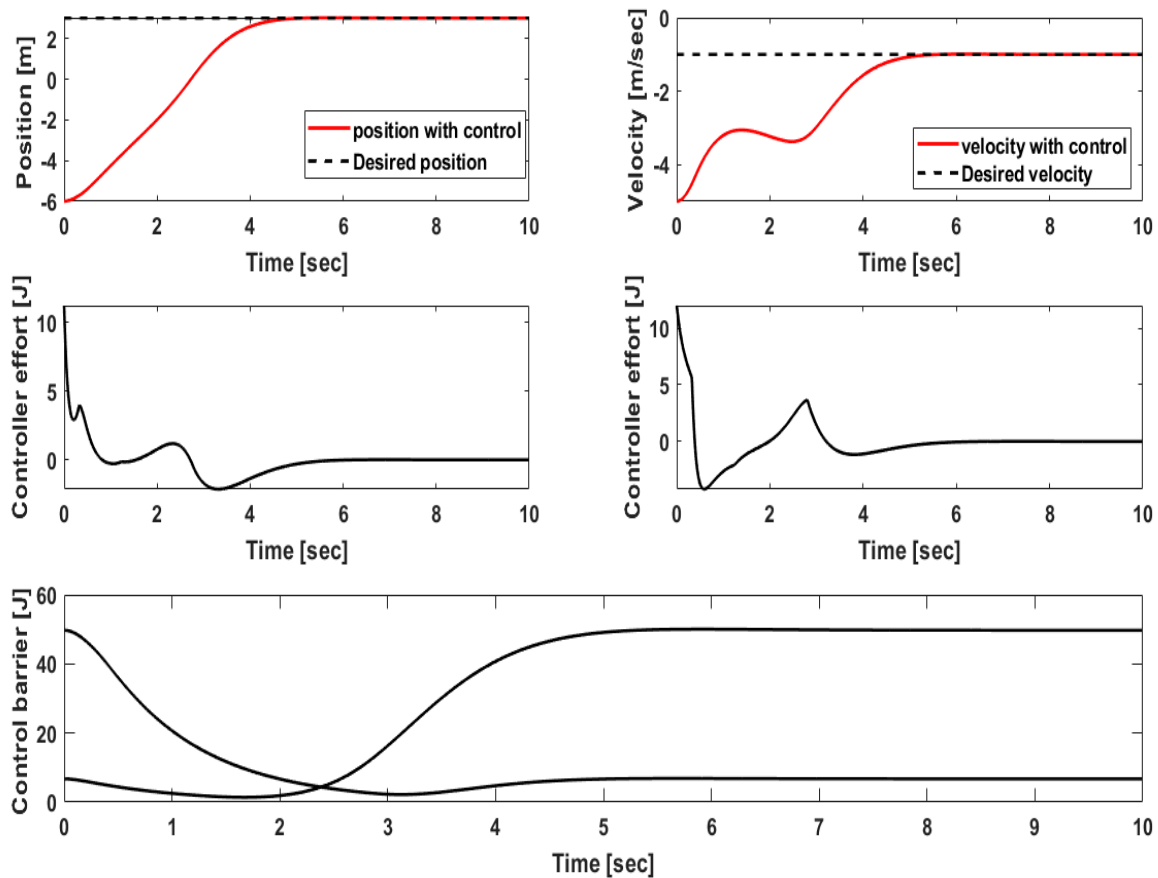 Position [m]
2
0
-2
-4
-6
position with control
Desired position
0 2 4 6 8 10
Time [sec]
Velocity [m/sec]
0
-2
-4
velocity with control
Desired velocity
0 2 4 6 8 10
Time [sec]
Controller effort [J]
10
5
0
0 2 4 6 8 10
Time [sec]
Controller effort [J]
10
5
0
0 2 4 6 8 10
Time [sec]
Control barrier [J]
60
40
20
0
0 1 2 3 4 5 6 7 8 9 10
Time [sec]